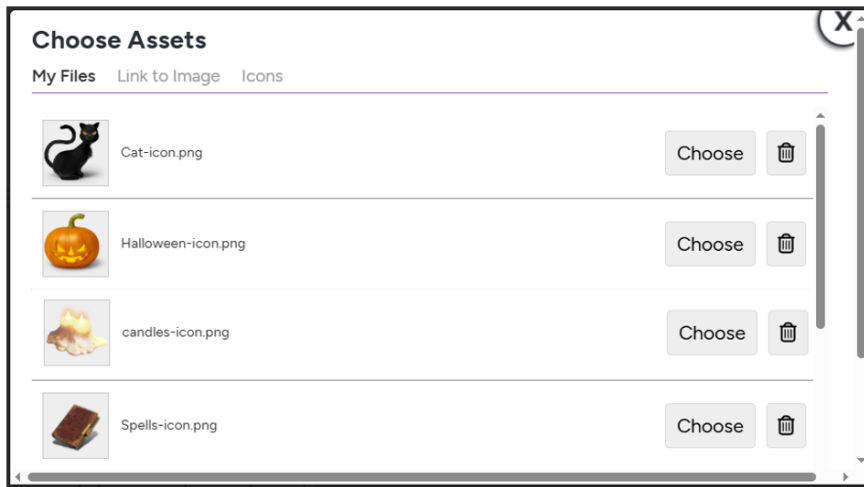 X
Choose Assets
My Files Link to Image Icons
Cat-icon.png Choose
Halloween-icon.png Choose
candles-icon.png Choose
Spells-icon.png Choose